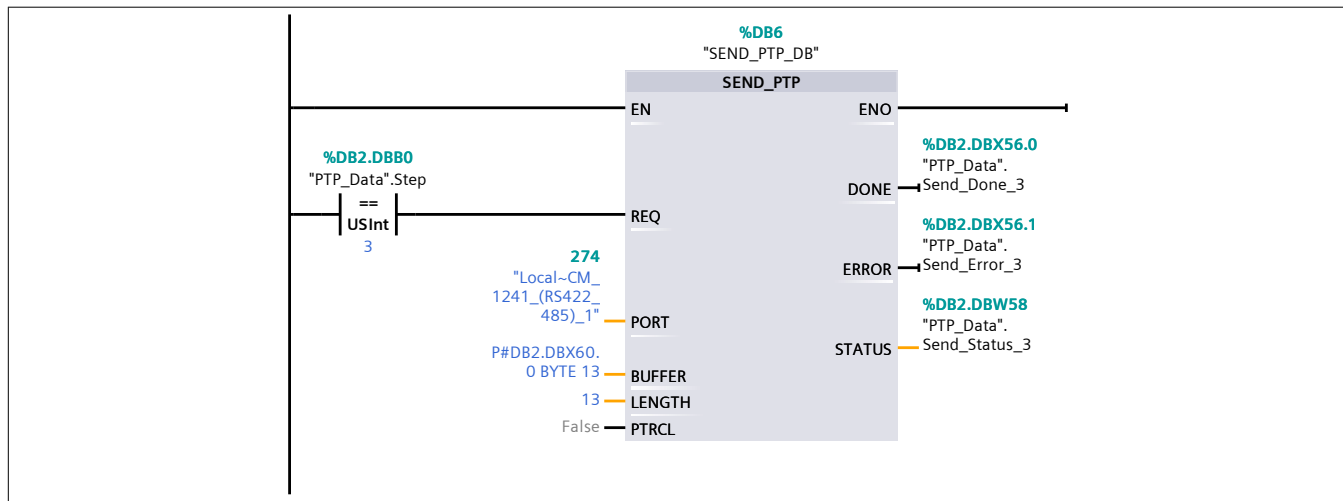 %DB6
"SEND_PTP_DB"
SEND_PTP
EN
ENO
%DB2.DBB0
"PTP_Data".Step
==
USInt
3
REQ
%DB2.DBX56.0
"PTP_Data".
Send_Done_3
DONE
%DB2.DBX56.1
"PTP_Data".
Send_Error_3
ERROR
274
"Local~CM_
1241_(RS422_
485)_1"
PORT
%DB2.DBW58
"PTP_Data".
Send_Status_3
STATUS
P#DB2.DBX60.
0 BYTE 13
BUFFER
13
LENGTH
False
PTRCL